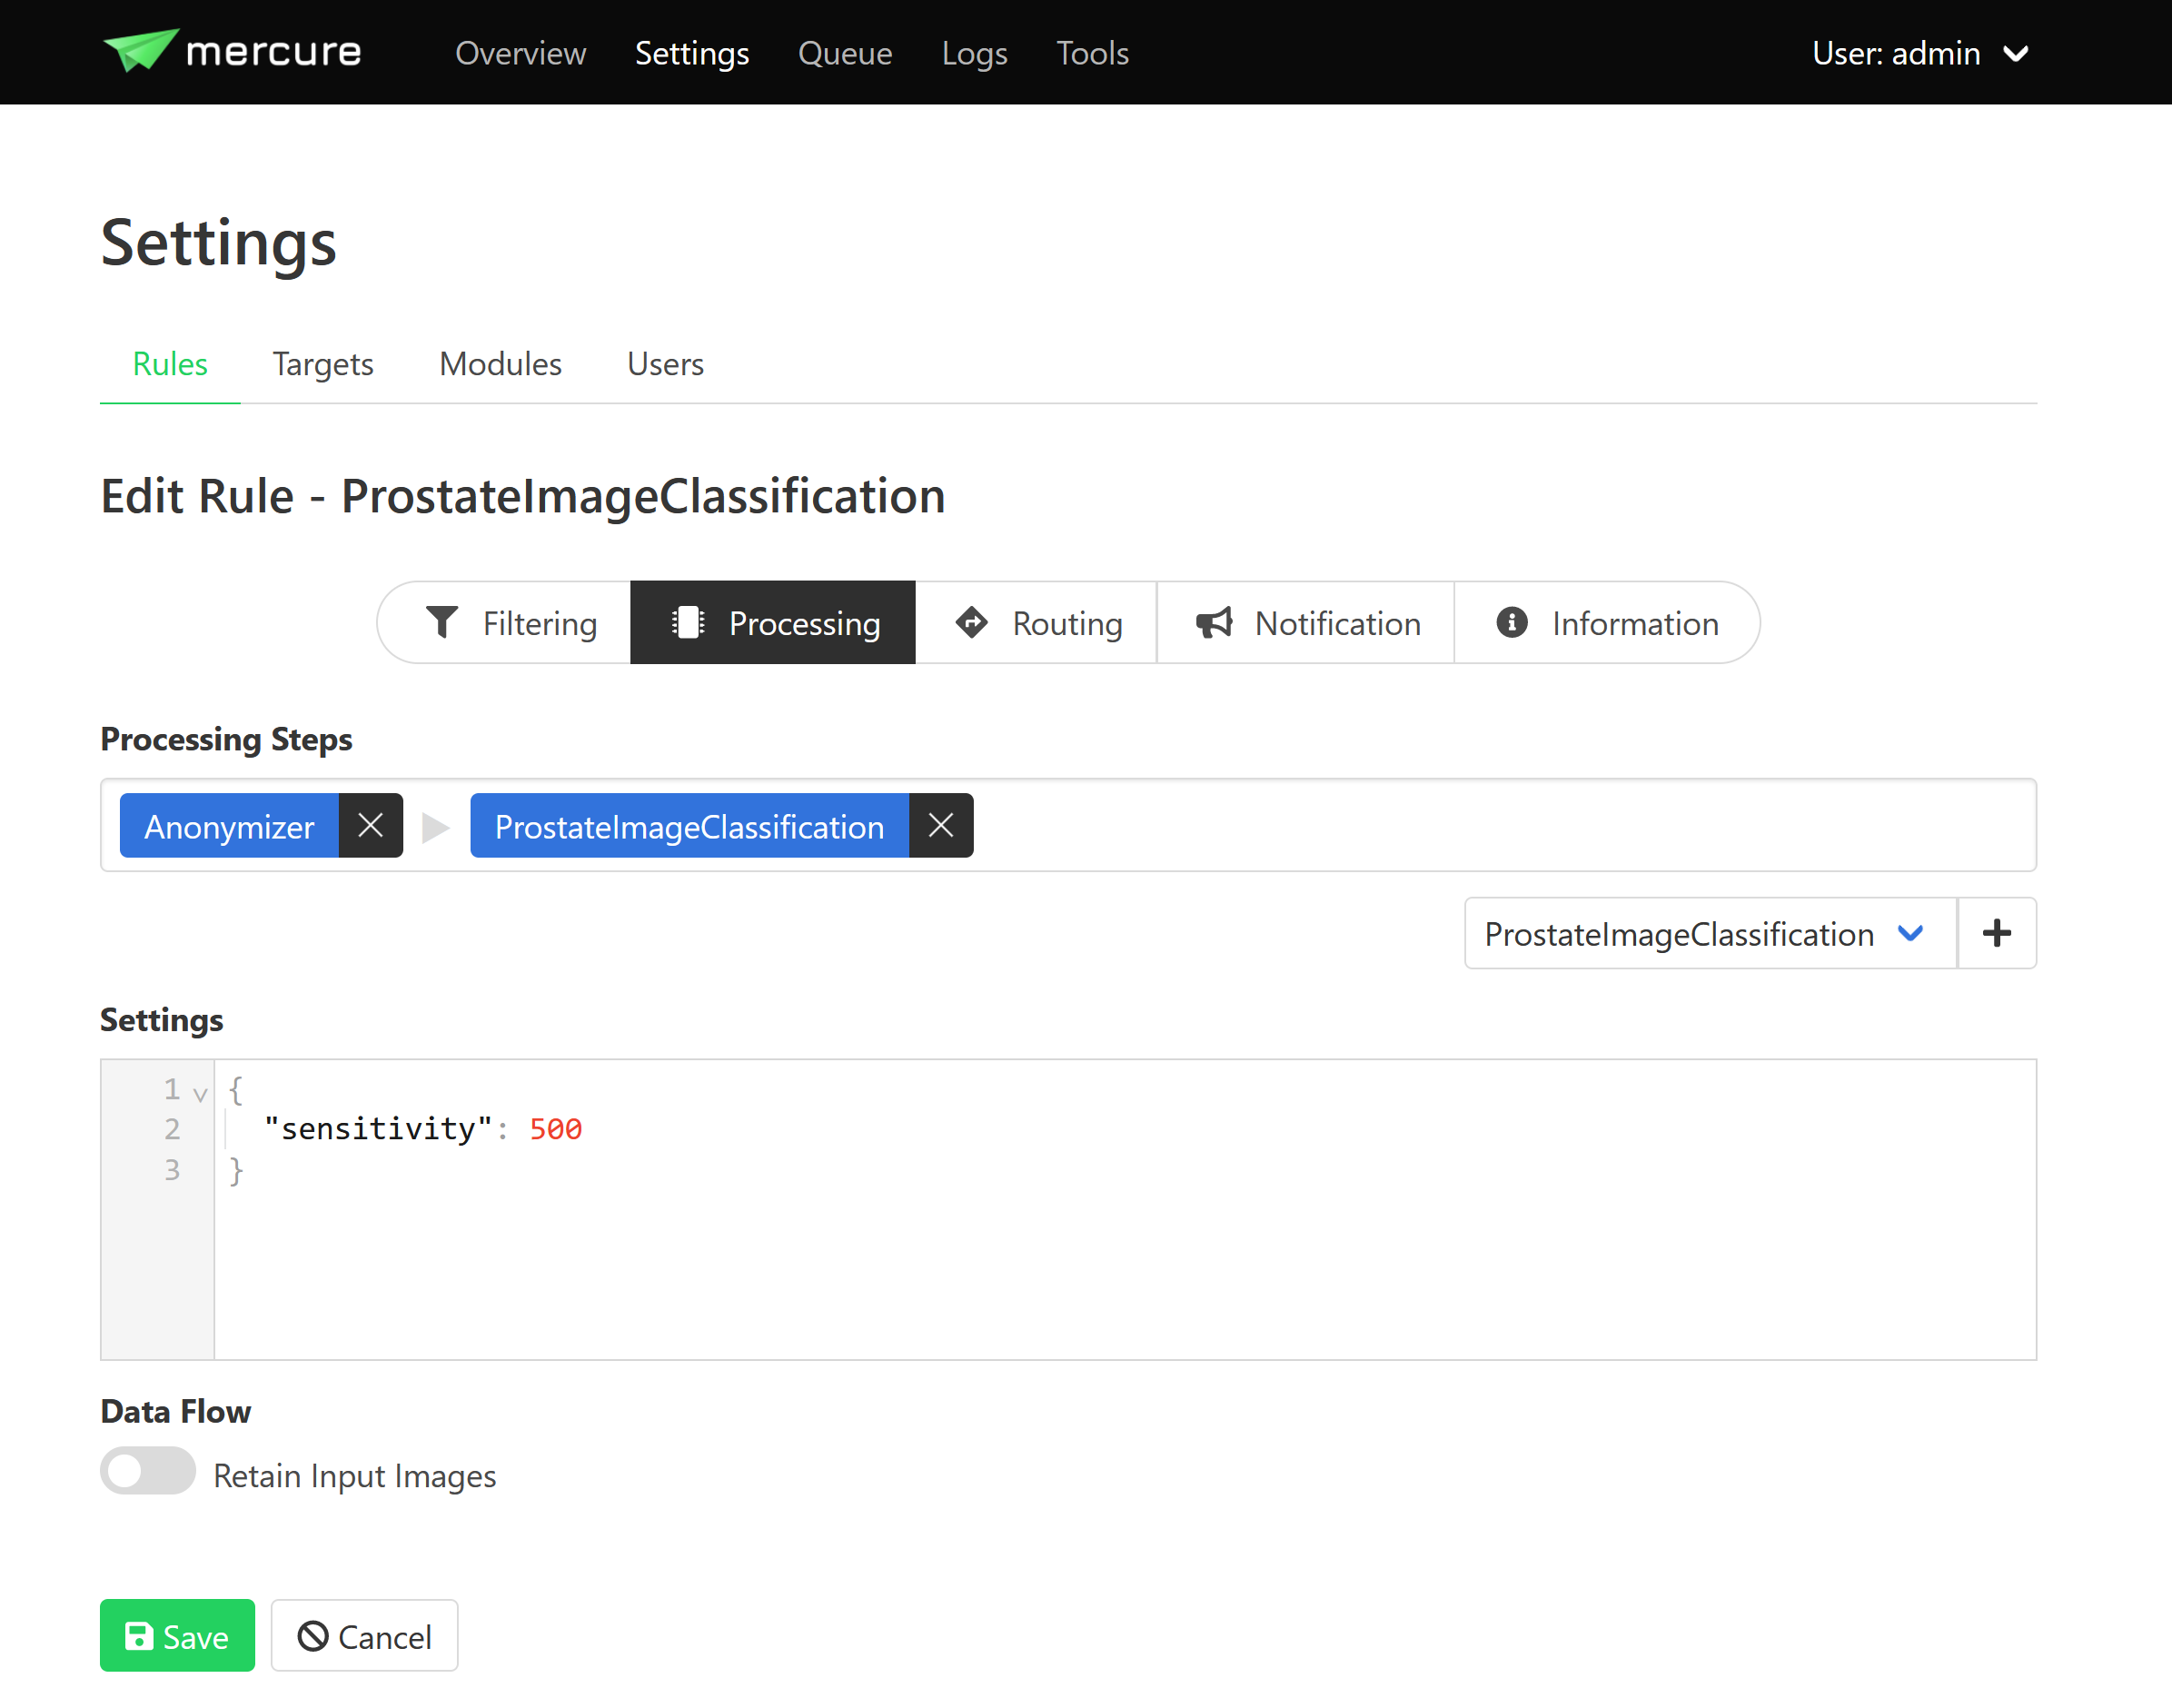 mercure Overview Settings Queue Logs Tools User: admin
Settings
Rules Targets Modules Users
Edit Rule - ProstateImageClassification
Filtering Processing Routing Notification Information
Processing Steps
Anonymizer ProstateImageClassification
ProstateImageClassification
Settings
1 {
2 "sensitivity": 500
3 }
Data Flow
Retain Input Images
Save Cancel